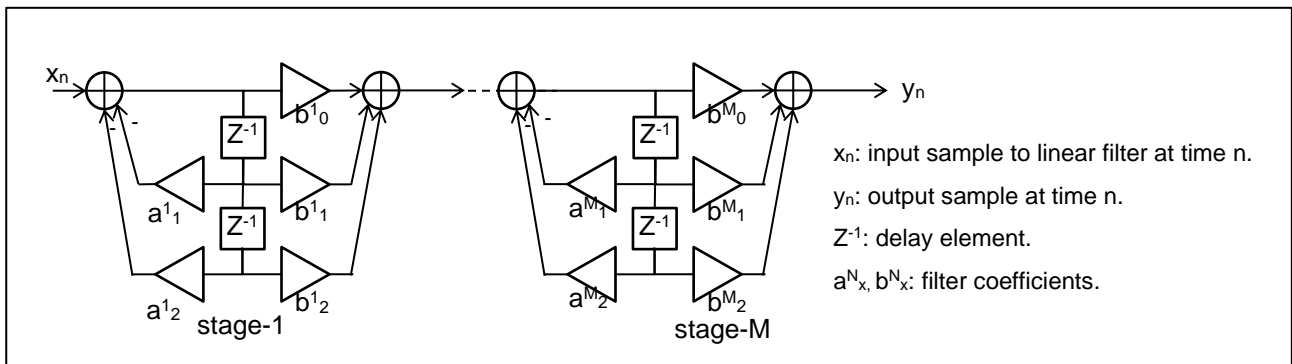 xn
b¹0
Z⁻¹
a¹1
b¹1
Z⁻¹
a¹2
b¹2
stage-1
- -
bᴹ0
Z⁻¹
aᴹ1
bᴹ1
Z⁻¹
aᴹ2
bᴹ2
stage-M
- -
yn
xn: input sample to linear filter at time n.
yn: output sample at time n.
Z⁻¹: delay element.
aᴺx, bᴺx: filter coefficients.